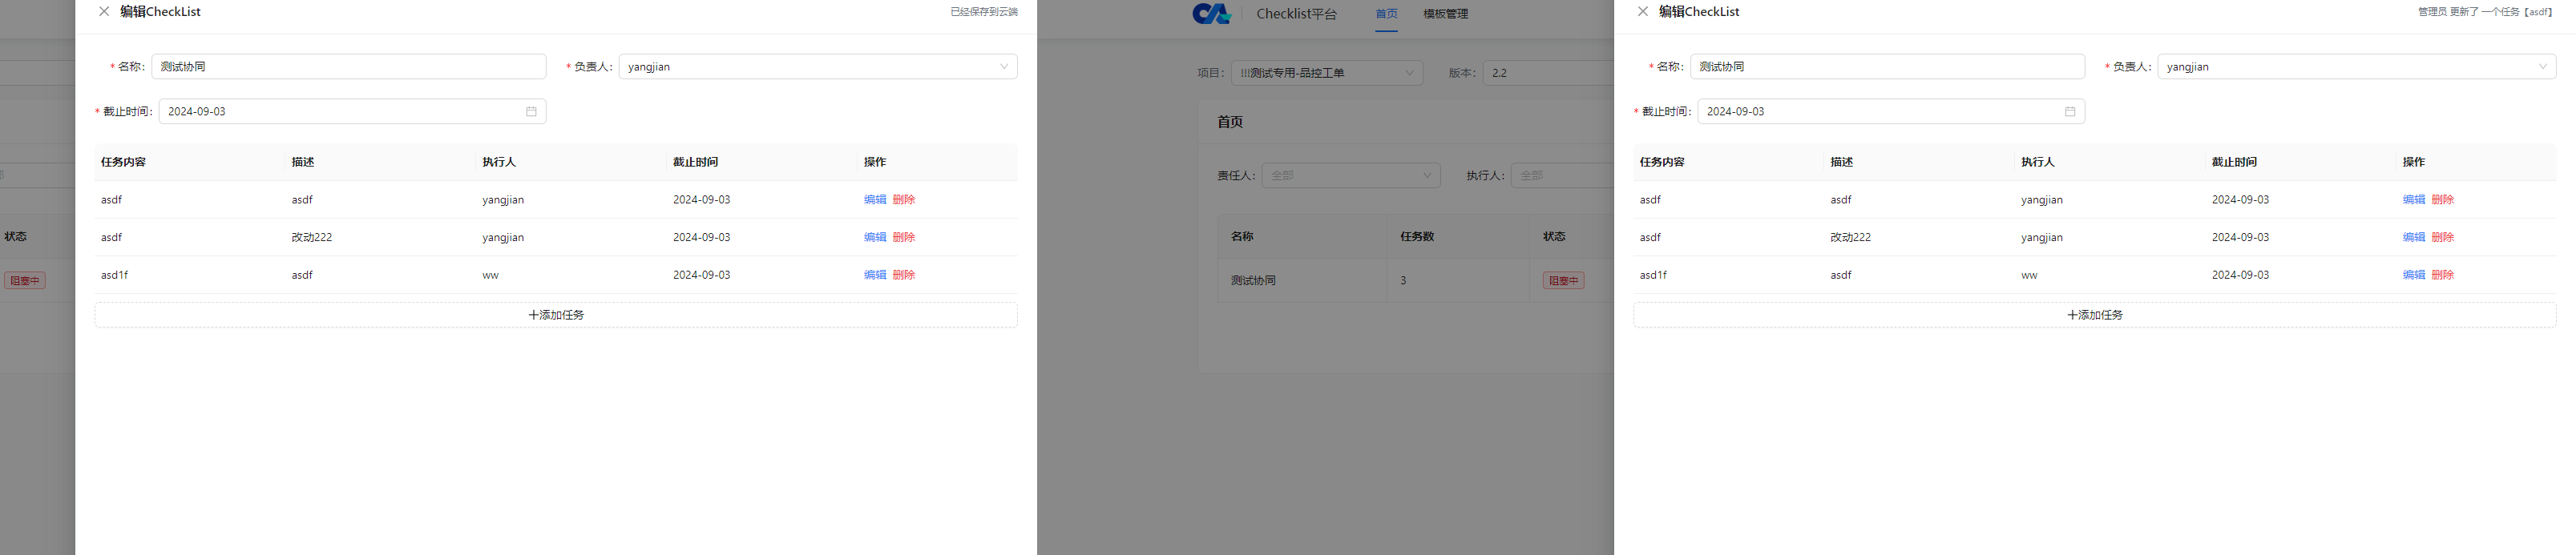 编辑CheckList
已经保存到云端
* 名称: 测试协同
* 负责人: yangjian
* 截止时间: 2024-09-03
任务内容 描述 执行人 截止时间 操作
asdf asdf yangjian 2024-09-03 编辑 删除
asdf 改动222 yangjian 2024-09-03 编辑 删除
asd1f asdf ww 2024-09-03 编辑 删除
+添加任务
状态
阻塞中
CA Checklist平台 首页 模板管理
项目: !!!测试专用-品控工单 版本: 2.2
首页
责任人: 全部 执行人: 全部
名称 任务数 状态
测试协同 3 阻塞中
编辑CheckList
管理员 更新了 一个任务【asdf】
* 名称: 测试协同
* 负责人: yangjian
* 截止时间: 2024-09-03
任务内容 描述 执行人 截止时间 操作
asdf asdf yangjian 2024-09-03 编辑 删除
asdf 改动222 yangjian 2024-09-03 编辑 删除
asd1f asdf ww 2024-09-03 编辑 删除
+添加任务